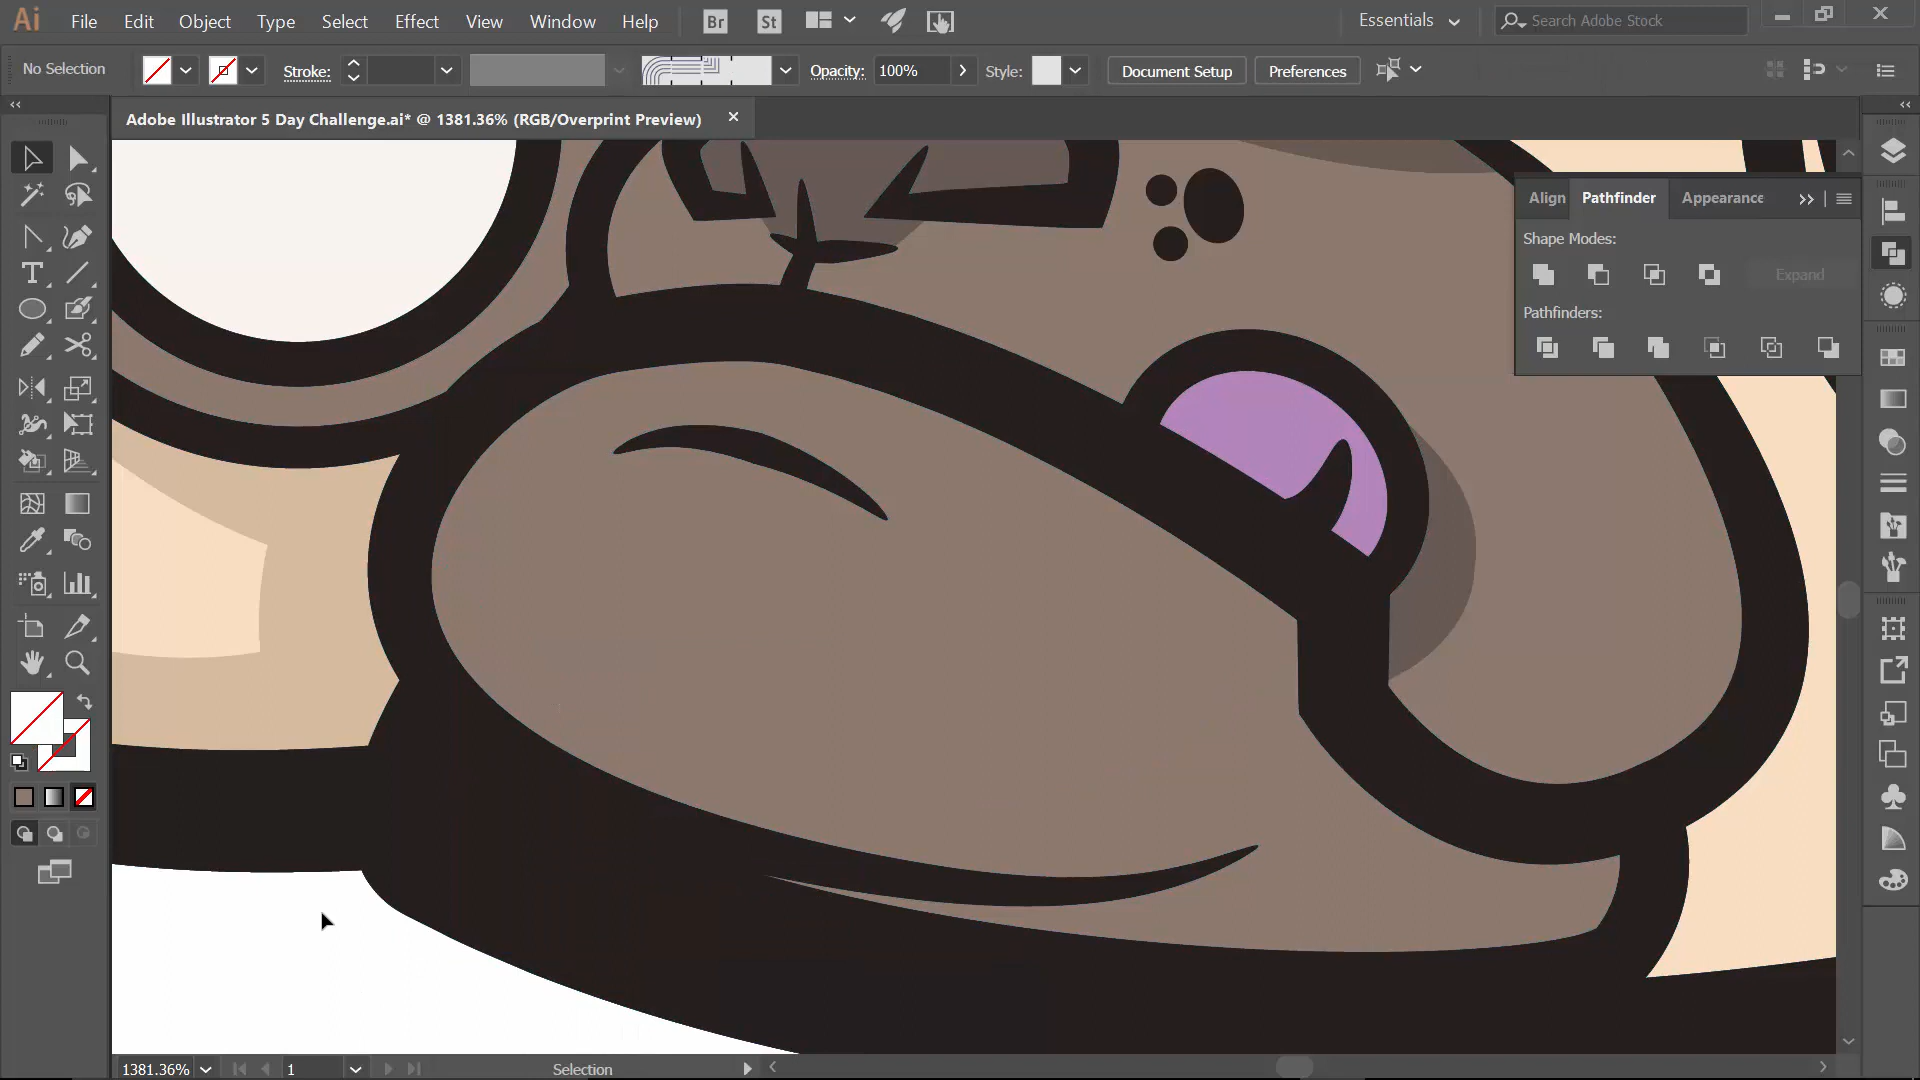 Ai File Edit Object Type Select Effect View Window Help Br St Essentials Search Adobe Stock
No Selection Stroke: Opacity: 100% Style: Document Setup Preferences
Adobe Illustrator 5 Day Challenge.ai* @ 1381.36% (RGB/Overprint Preview)
Align Pathfinder Appearance
Shape Modes:
Expand
Pathfinders:
1381.36% 1 Selection